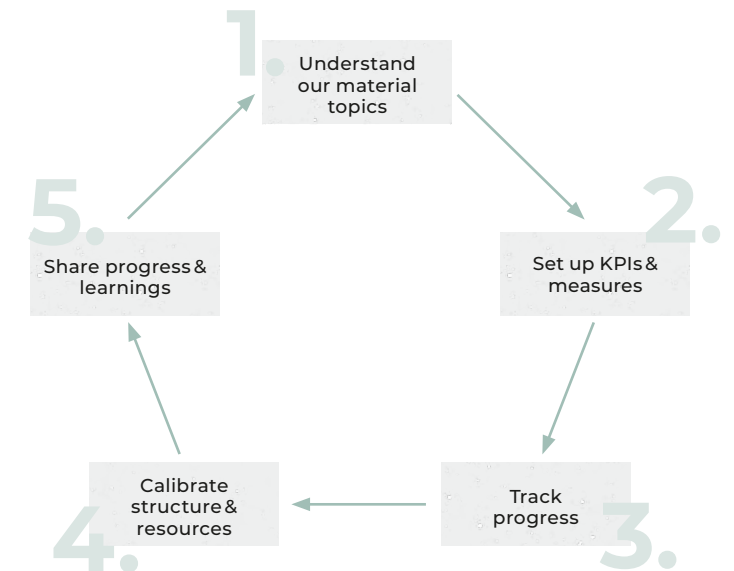 1.
Understand
our material
topics
2.
Set up KPIs &
measures
3.
Track
progress
4.
Calibrate
structure &
resources
5.
Share progress &
learnings